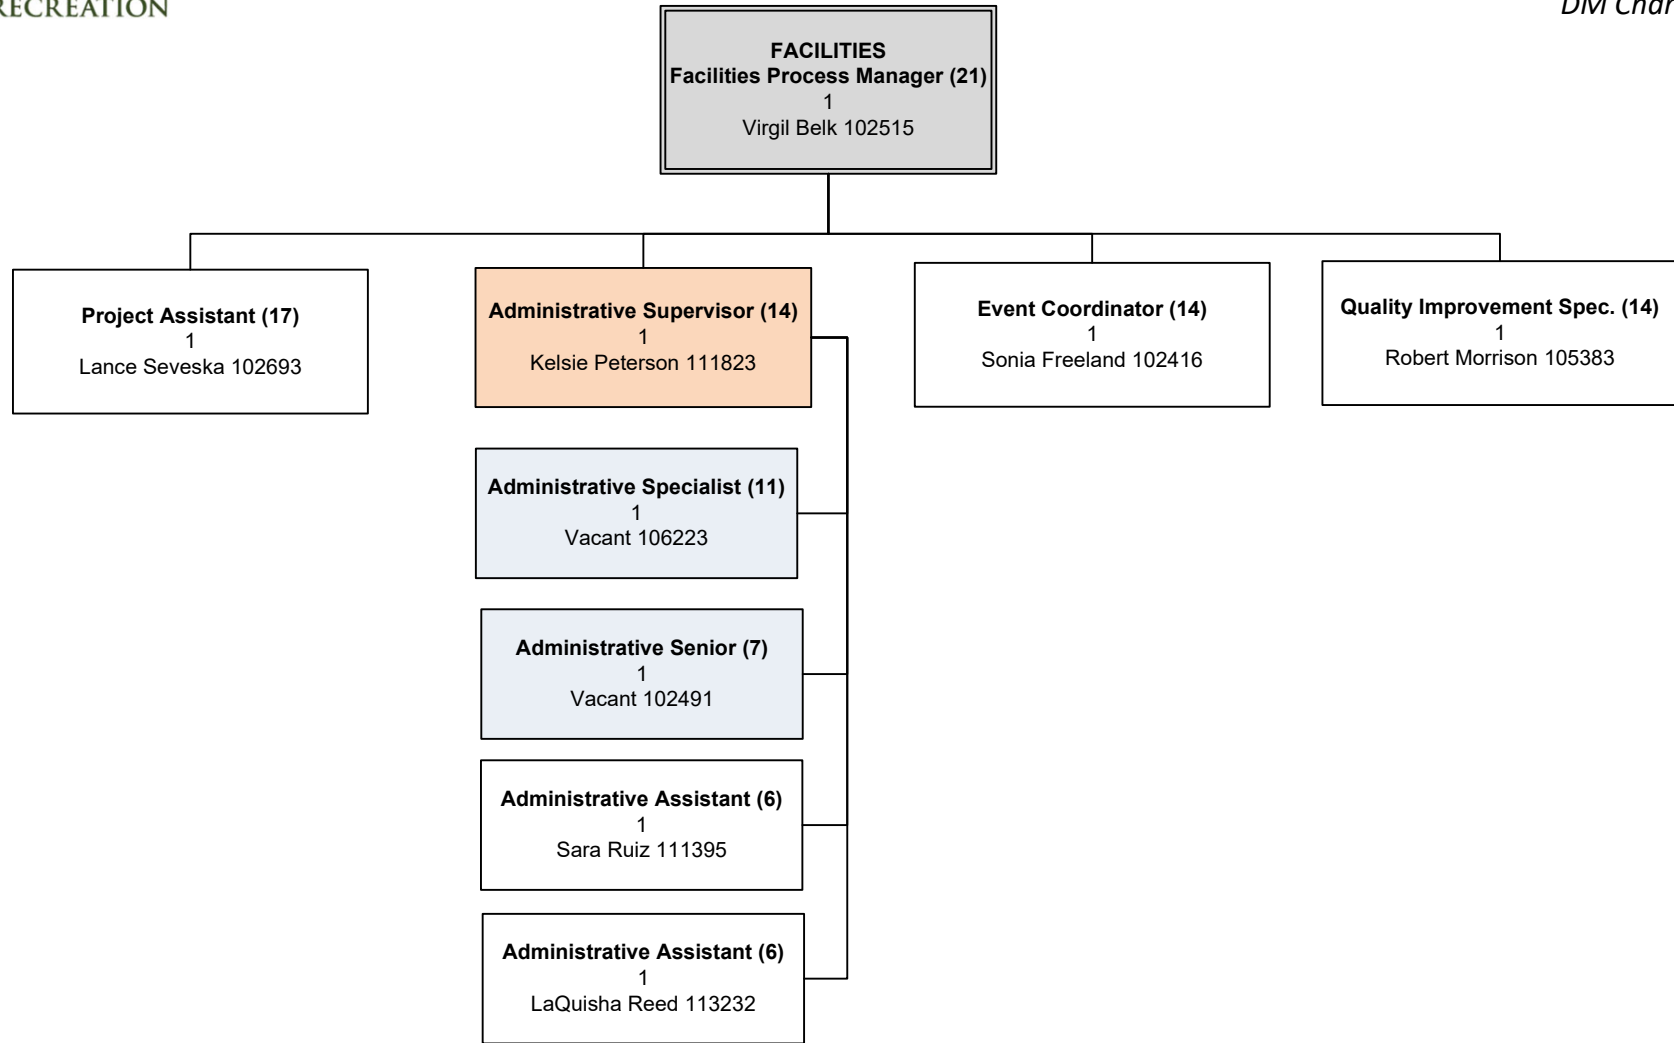 RECREATION
DM Char
FACILITIES
Facilities Process Manager (21)
1
Virgil Belk 102515
Project Assistant (17)
1
Lance Seveska 102693
Administrative Supervisor (14)
1
Kelsie Peterson 111823
Event Coordinator (14)
1
Sonia Freeland 102416
Quality Improvement Spec. (14)
1
Robert Morrison 105383
Administrative Specialist (11)
1
Vacant 106223
Administrative Senior (7)
1
Vacant 102491
Administrative Assistant (6)
1
Sara Ruiz 111395
Administrative Assistant (6)
1
LaQuisha Reed 113232